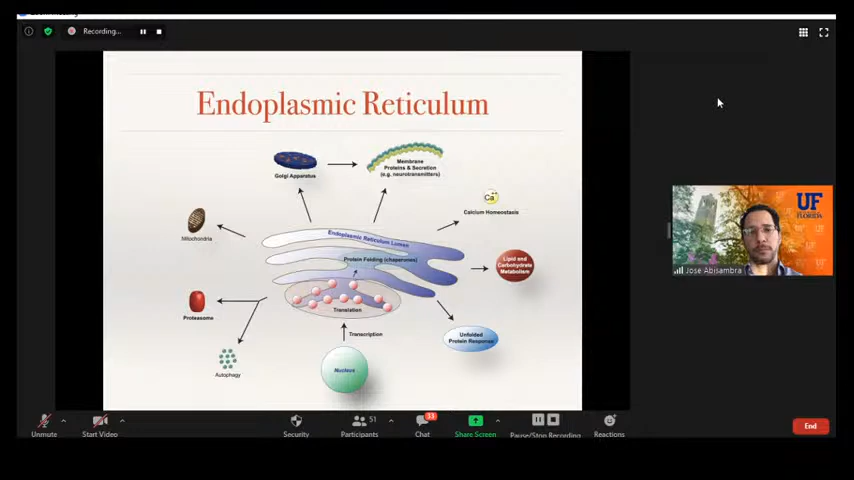 Recording...
Endoplasmic Reticulum
Golgi Apparatus
Membrane
Proteins & Secretion
(e.g. neurotransmitters)
Ca
Calcium Homeostasis
Mitochondria
Endoplasmic Reticulum Lumen
Protein Folding (chaperones)
Lipid and
Carbohydrate
Metabolism
Proteasome
Translation
Transcription
Unfolded
Protein Response
Autophagy
Nucleus
UF
FLORIDA
Jose Abisambra
Unmute
Start Video
Security
51
Participants
33
Chat
Share Screen
Pause/Stop Recording
Reactions
End